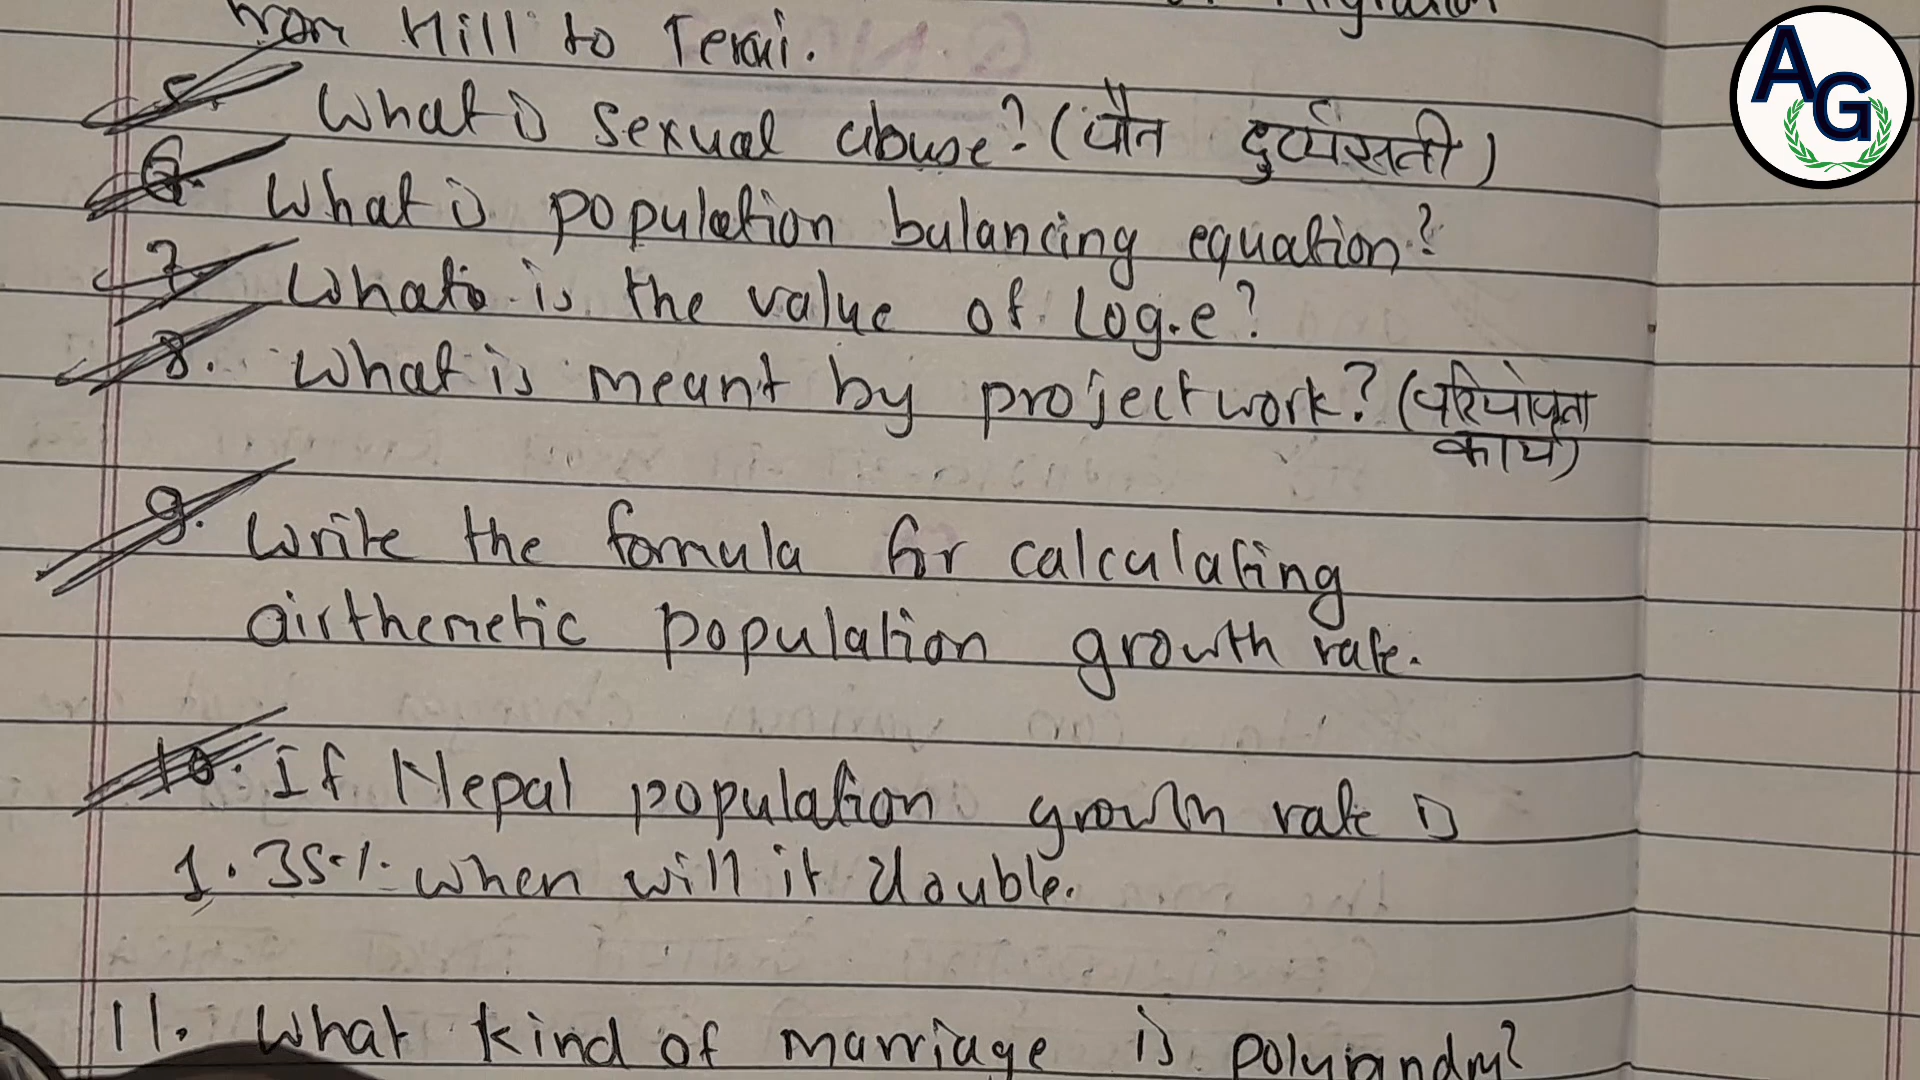 from Hill to Terai.
5. What is sexual abuse? (यौन दुर्व्यसनी)
6. What is population balancing equation?
7. What is the value of Log.e?
8. What is meant by project work? (परियोजना
कार्य)
9. Write the formula for calculating
airthemetic population growth rate.
10. If Nepal population growth rate is
1.35%. when will it double.
11. What kind of marriage is polyandry?
AG